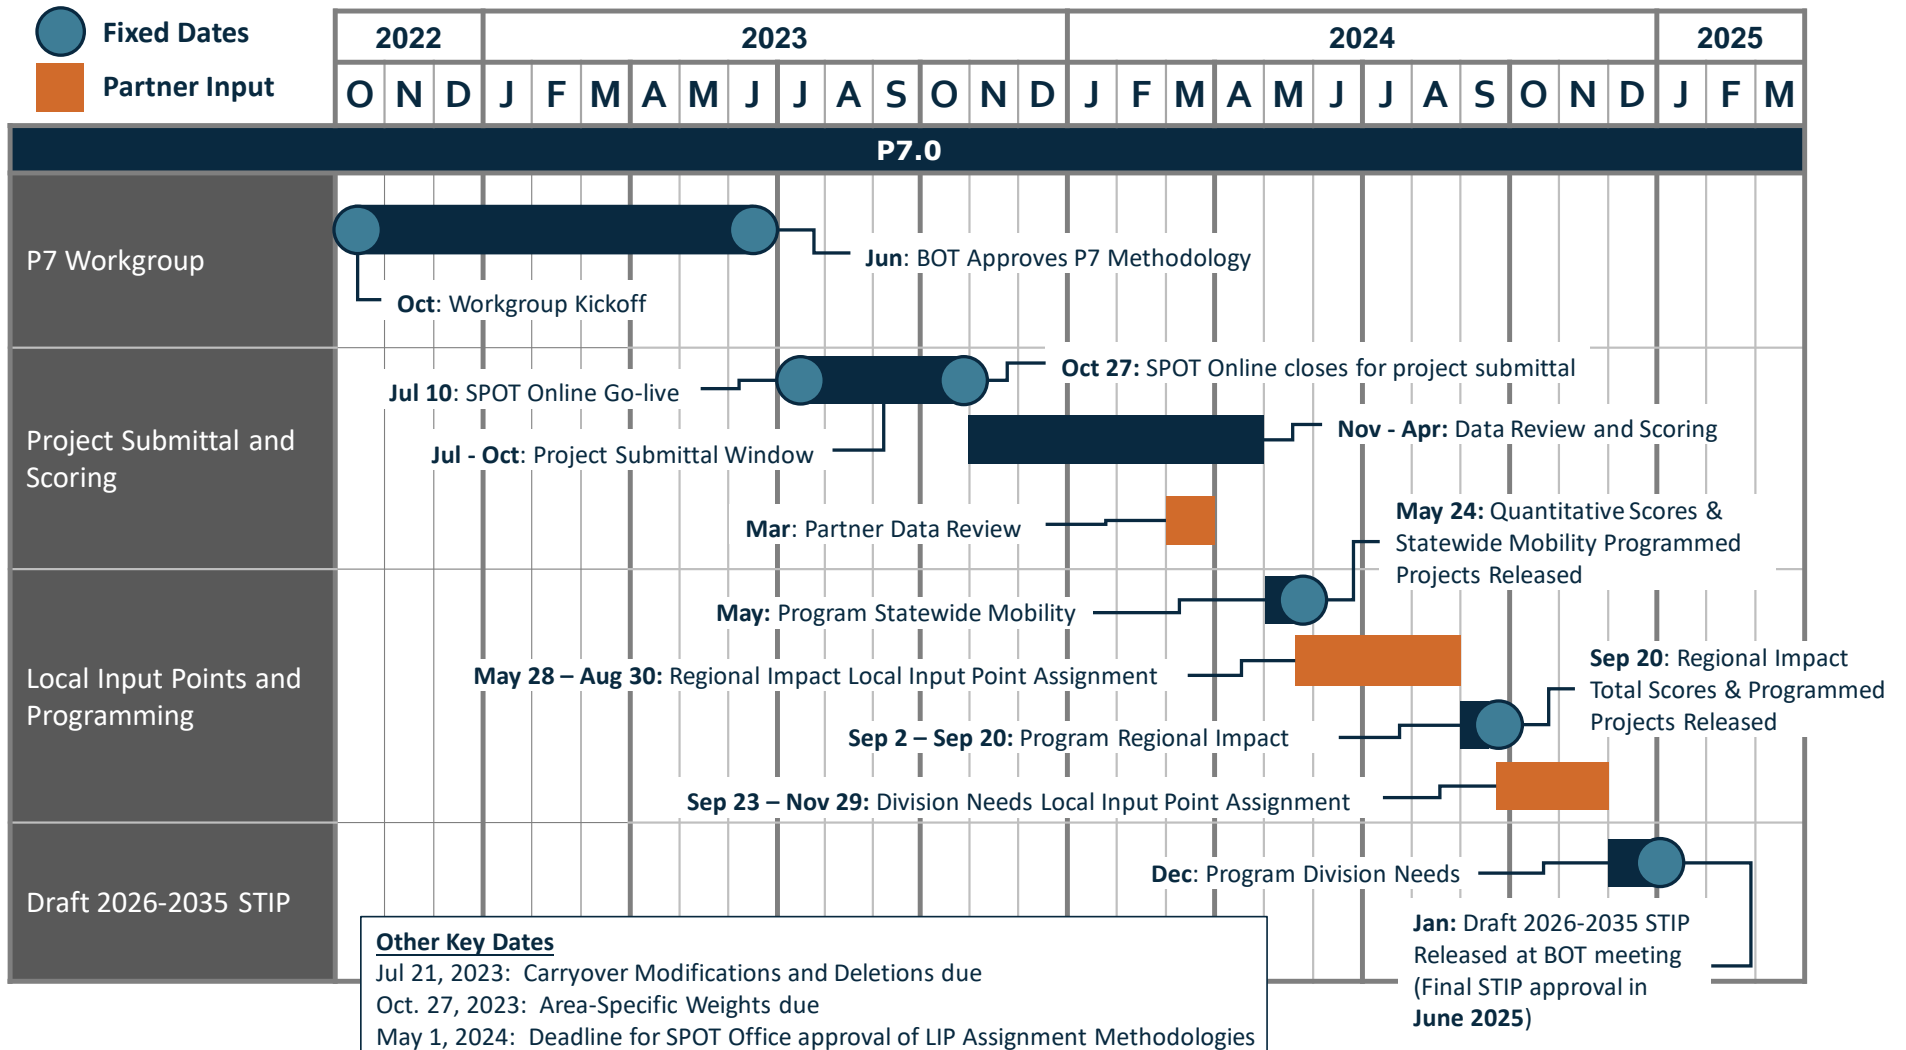 Fixed Dates
Partner Input
2022 2023 2024 2025
O N D J F M A M J J A S O N D J F M A M J J A S O N D J F M
P7.0
P7 Workgroup
Jun: BOT Approves P7 Methodology
Oct: Workgroup Kickoff
Project Submittal and
Scoring
Oct 27: SPOT Online closes for project submittal
Jul 10: SPOT Online Go-live
Nov - Apr: Data Review and Scoring
Jul - Oct: Project Submittal Window
Mar: Partner Data Review
Local Input Points and
Programming
May 24: Quantitative Scores &
Statewide Mobility Programmed
Projects Released
May: Program Statewide Mobility
May 28 – Aug 30: Regional Impact Local Input Point Assignment
Sep 20: Regional Impact
Total Scores & Programmed
Projects Released
Sep 2 – Sep 20: Program Regional Impact
Sep 23 – Nov 29: Division Needs Local Input Point Assignment
Draft 2026-2035 STIP
Dec: Program Division Needs
Jan: Draft 2026-2035 STIP
Released at BOT meeting
(Final STIP approval in
June 2025)
Other Key Dates
Jul 21, 2023: Carryover Modifications and Deletions due
Oct. 27, 2023: Area-Specific Weights due
May 1, 2024: Deadline for SPOT Office approval of LIP Assignment Methodologies